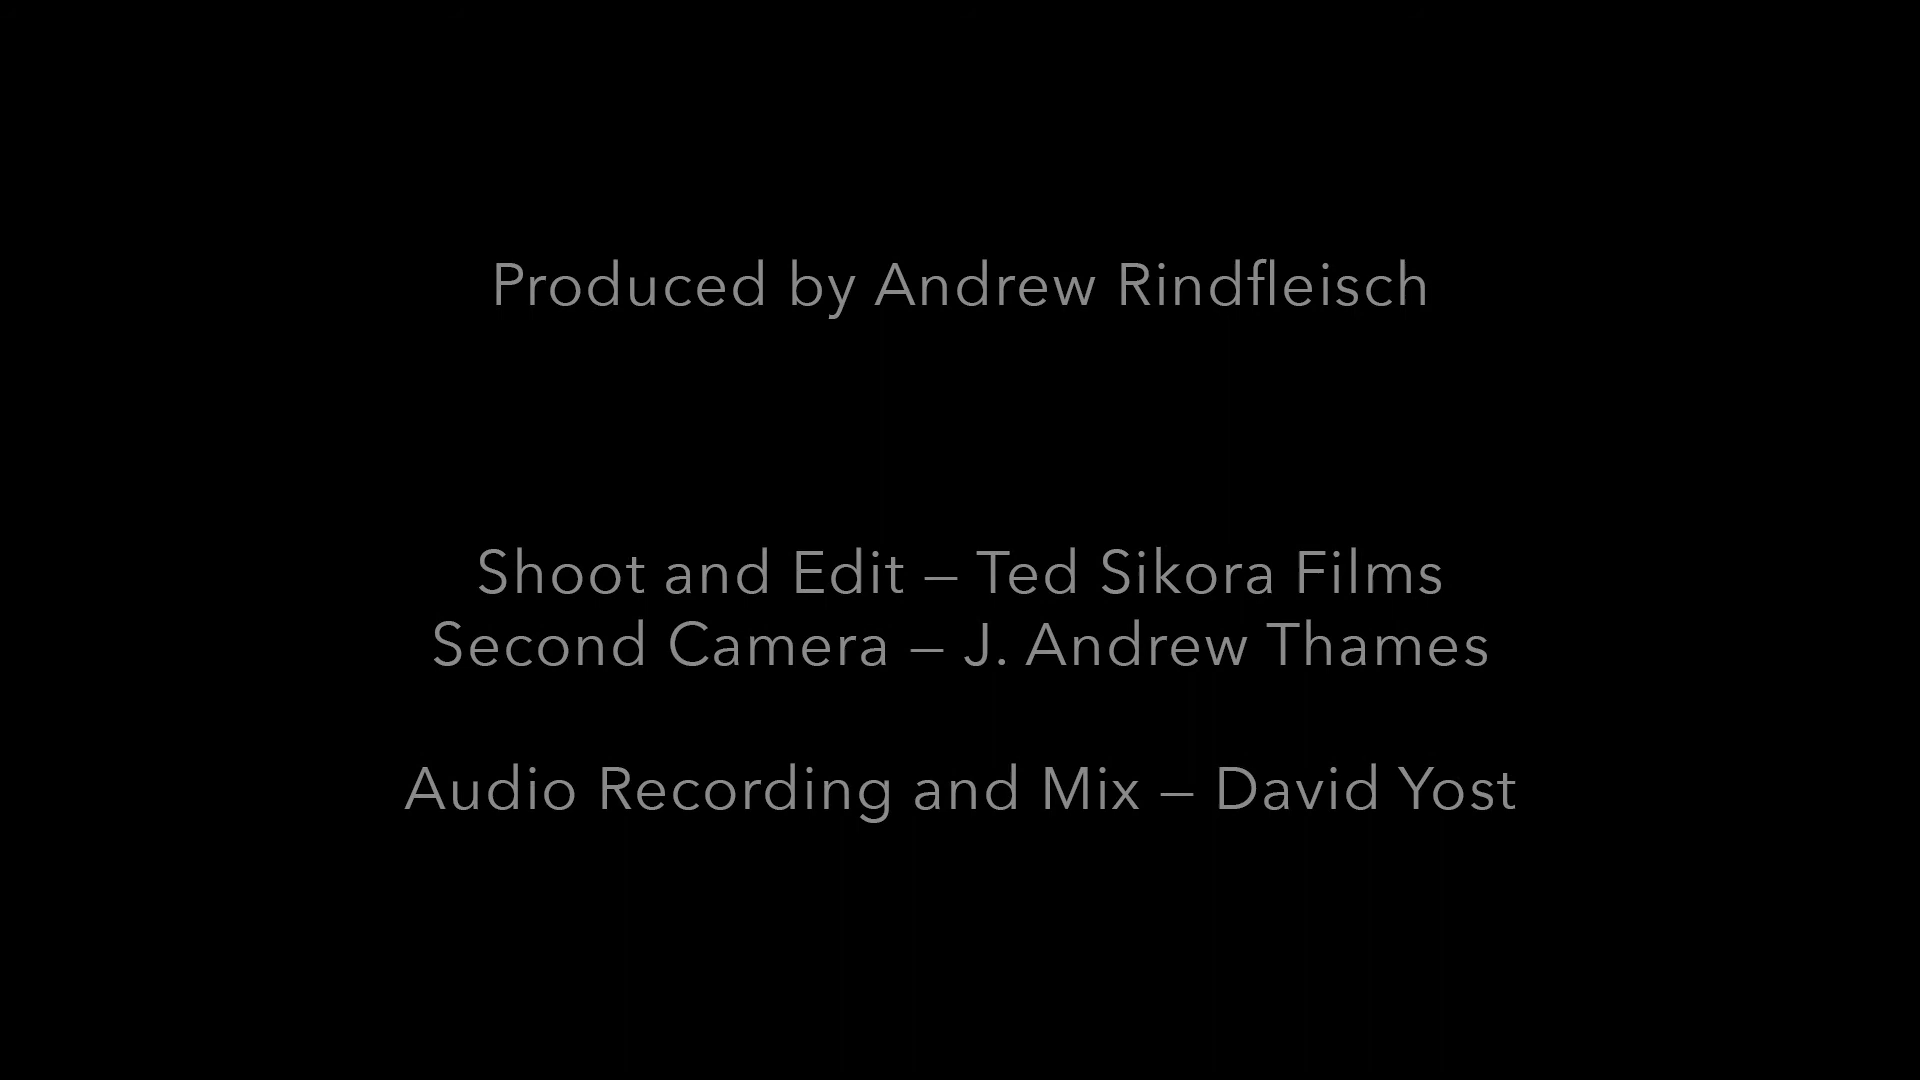 Produced by Andrew Rindfleisch
Shoot and Edit – Ted Sikora Films
Second Camera – J. Andrew Thames
Audio Recording and Mix – David Yost